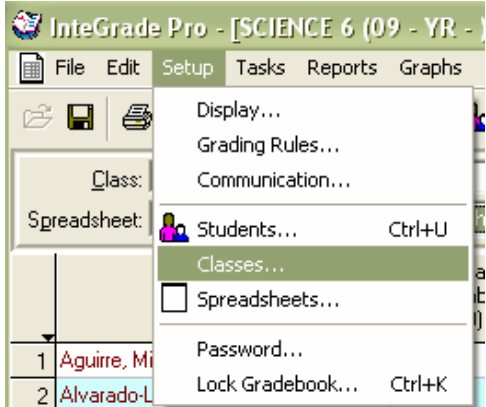 InteGrade Pro - [SCIENCE 6 (09 - YR - )
File Edit Setup Tasks Reports Graphs
Display...
Grading Rules...
Class: Communication...
Spreadsheet: Students... Ctrl+U
Classes...
Spreadsheets...
Password...
1 Aguirre, Mi
Lock Gradebook... Ctrl+K
2 Alvarado-L